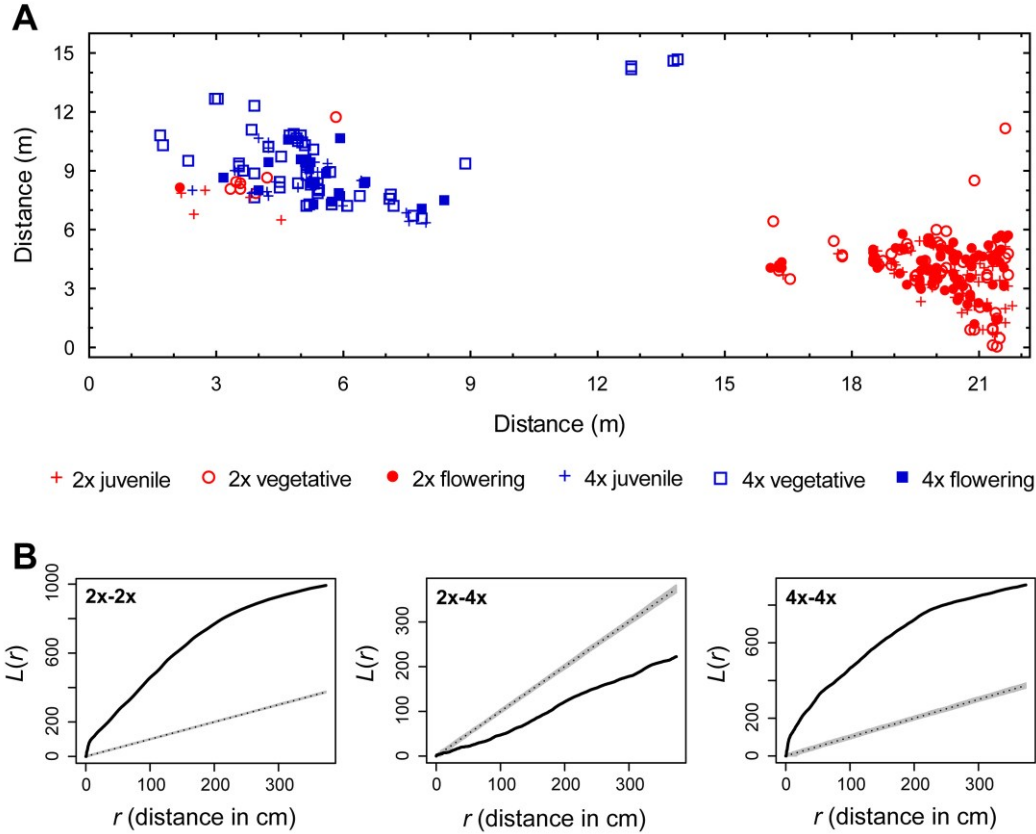 A
Distance (m)
15
12
9
6
3
0
0 3 6 9 12 15 18 21
Distance (m)
2x juvenile 2x vegetative 2x flowering 4x juvenile 4x vegetative 4x flowering
B
2x-2x
L(r)
1000
600
200
0
0 100 200 300
r (distance in cm)
2x-4x
L(r)
300
200
100
0
0 100 200 300
r (distance in cm)
4x-4x
L(r)
600
200
0
0 100 200 300
r (distance in cm)